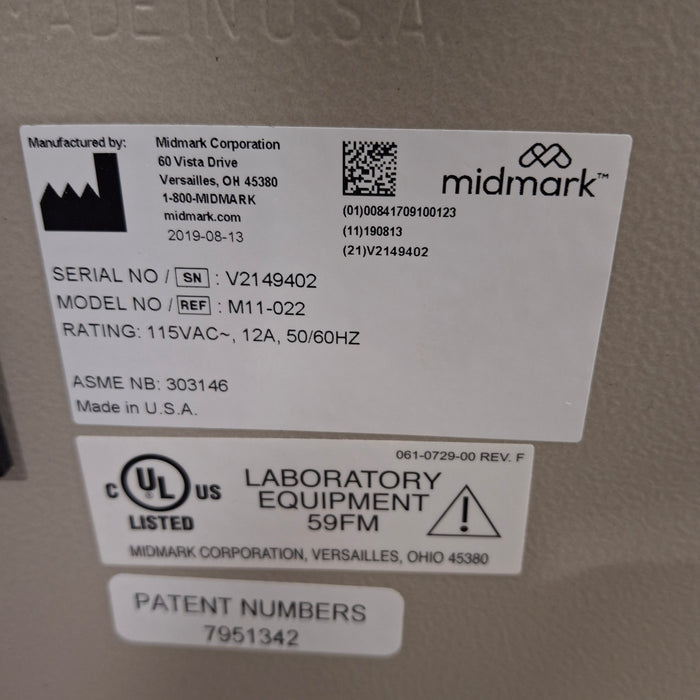 MADE IN U.S.A.
Manufactured by:
Midmark Corporation
60 Vista Drive
Versailles, OH 45380
1-800-MIDMARK
midmark.com
2019-08-13
midmark™
(01)00841709100123
(11)190813
(21)V2149402
SERIAL NO / SN : V2149402
MODEL NO / REF : M11-022
RATING: 115VAC~, 12A, 50/60HZ
ASME NB: 303146
Made in U.S.A.
061-0729-00 REV. F
C UL US
LISTED
LABORATORY
EQUIPMENT
59FM
!
MIDMARK CORPORATION, VERSAILLES, OHIO 45380
PATENT NUMBERS
7951342